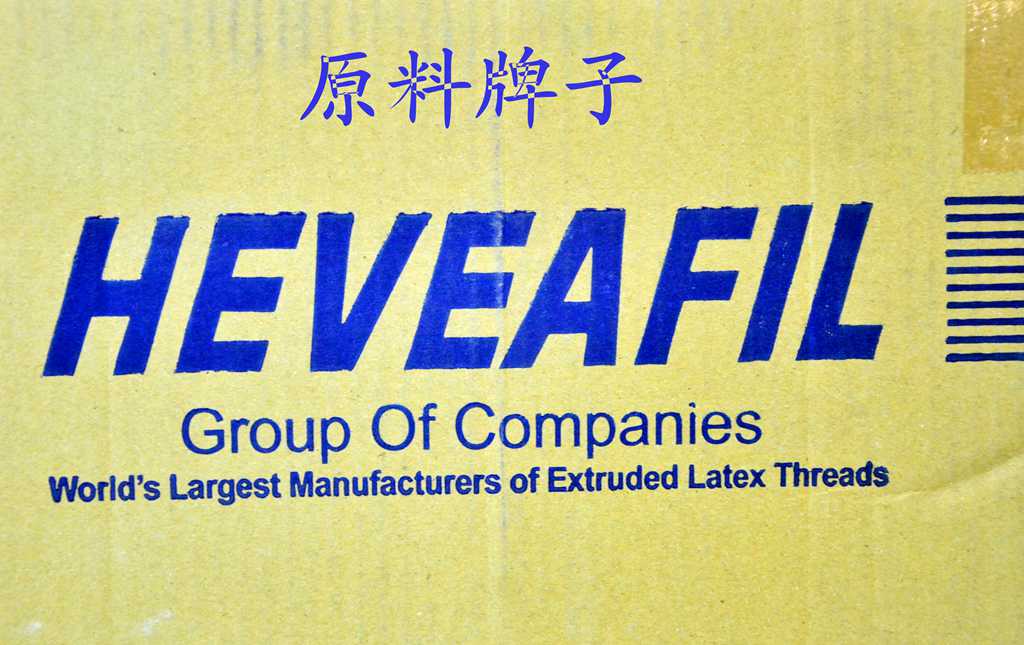 原料牌子
HEVEAFIL
Group Of Companies
World's Largest Manufacturers of Extruded Latex Threads